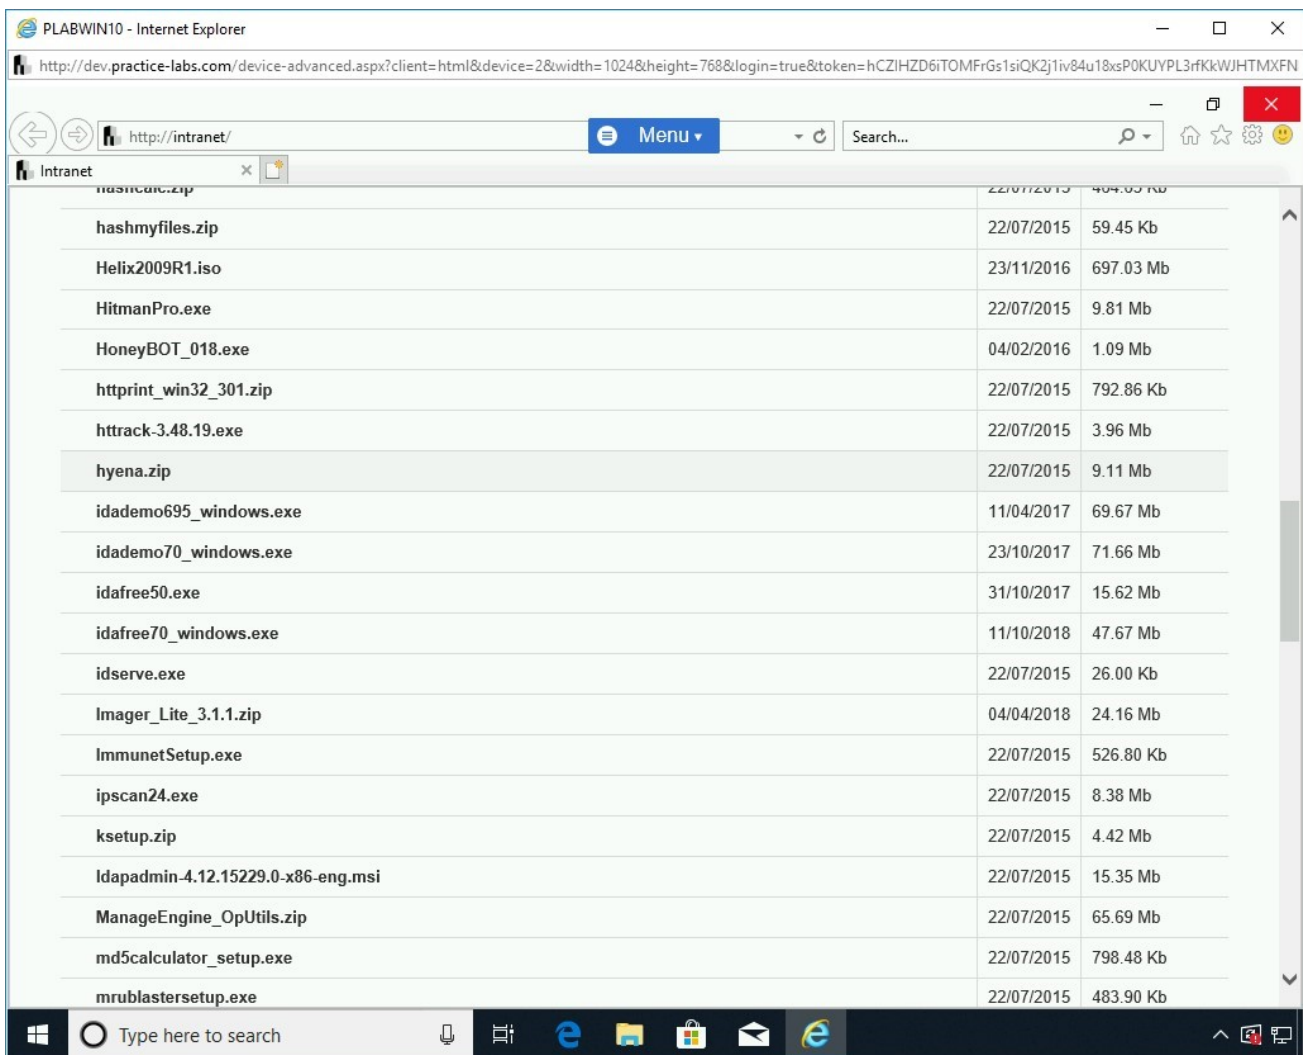 PLABWIN10 - Internet Explorer
http://dev.practice-labs.com/device-advanced.aspx?client=html&device=2&width=1024&height=768&login=true&token=hCZIHZD6iTOMFrGs1siQK2j1iv84u18xsP0KUYPL3rfKkWJHTMXFN
http://intranet/ Menu Search...
Intranet
hashcalc.zip 22/07/2015 464.63 Kb
hashmyfiles.zip 22/07/2015 59.45 Kb
Helix2009R1.iso 23/11/2016 697.03 Mb
HitmanPro.exe 22/07/2015 9.81 Mb
HoneyBOT_018.exe 04/02/2016 1.09 Mb
httprint_win32_301.zip 22/07/2015 792.86 Kb
httrack-3.48.19.exe 22/07/2015 3.96 Mb
hyena.zip 22/07/2015 9.11 Mb
idademo695_windows.exe 11/04/2017 69.67 Mb
idademo70_windows.exe 23/10/2017 71.66 Mb
idafree50.exe 31/10/2017 15.62 Mb
idafree70_windows.exe 11/10/2018 47.67 Mb
idserve.exe 22/07/2015 26.00 Kb
Imager_Lite_3.1.1.zip 04/04/2018 24.16 Mb
ImmunetSetup.exe 22/07/2015 526.80 Kb
ipscan24.exe 22/07/2015 8.38 Mb
ksetup.zip 22/07/2015 4.42 Mb
ldapadmin-4.12.15229.0-x86-eng.msi 22/07/2015 15.35 Mb
ManageEngine_OpUtils.zip 22/07/2015 65.69 Mb
md5calculator_setup.exe 22/07/2015 798.48 Kb
mrublastersetup.exe 22/07/2015 483.90 Kb
Type here to search